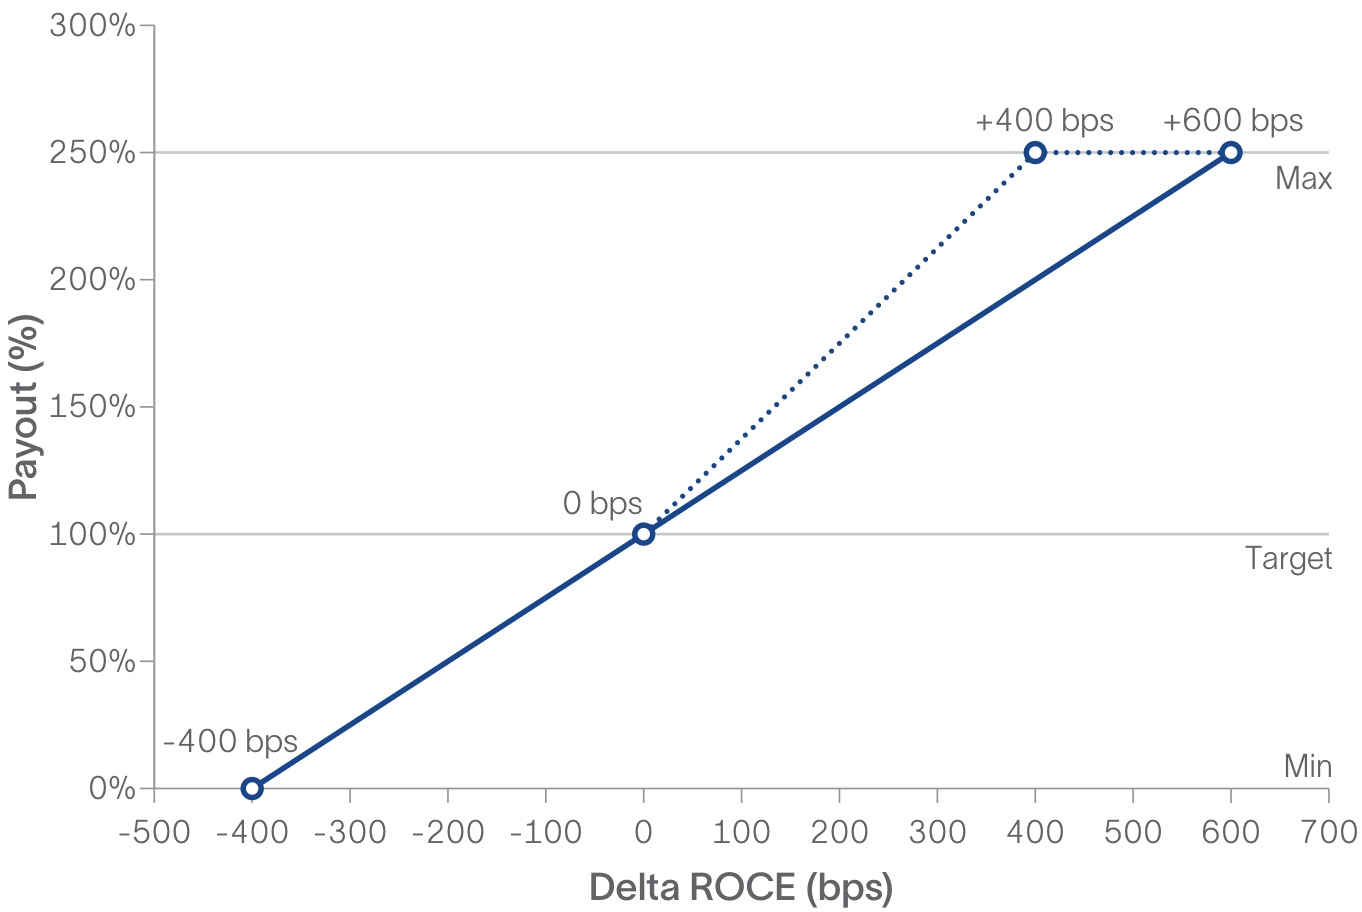 300%
+400 bps +600 bps
250%
Max
200%
Payout (%)
150%
0 bps
100%
Target
50%
-400 bps
Min
0%
-500 -400 -300 -200 -100 0 100 200 300 400 500 600 700
Delta ROCE (bps)